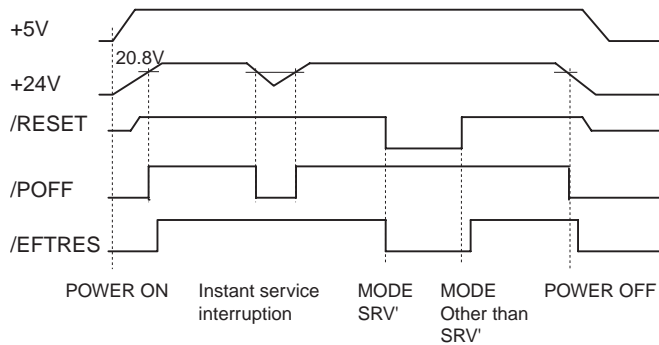 +5V
20.8V
+24V
/RESET
/POFF
/EFTRES
POWER ON
Instant service
interruption
MODE
SRV'
MODE
Other than
SRV'
POWER OFF